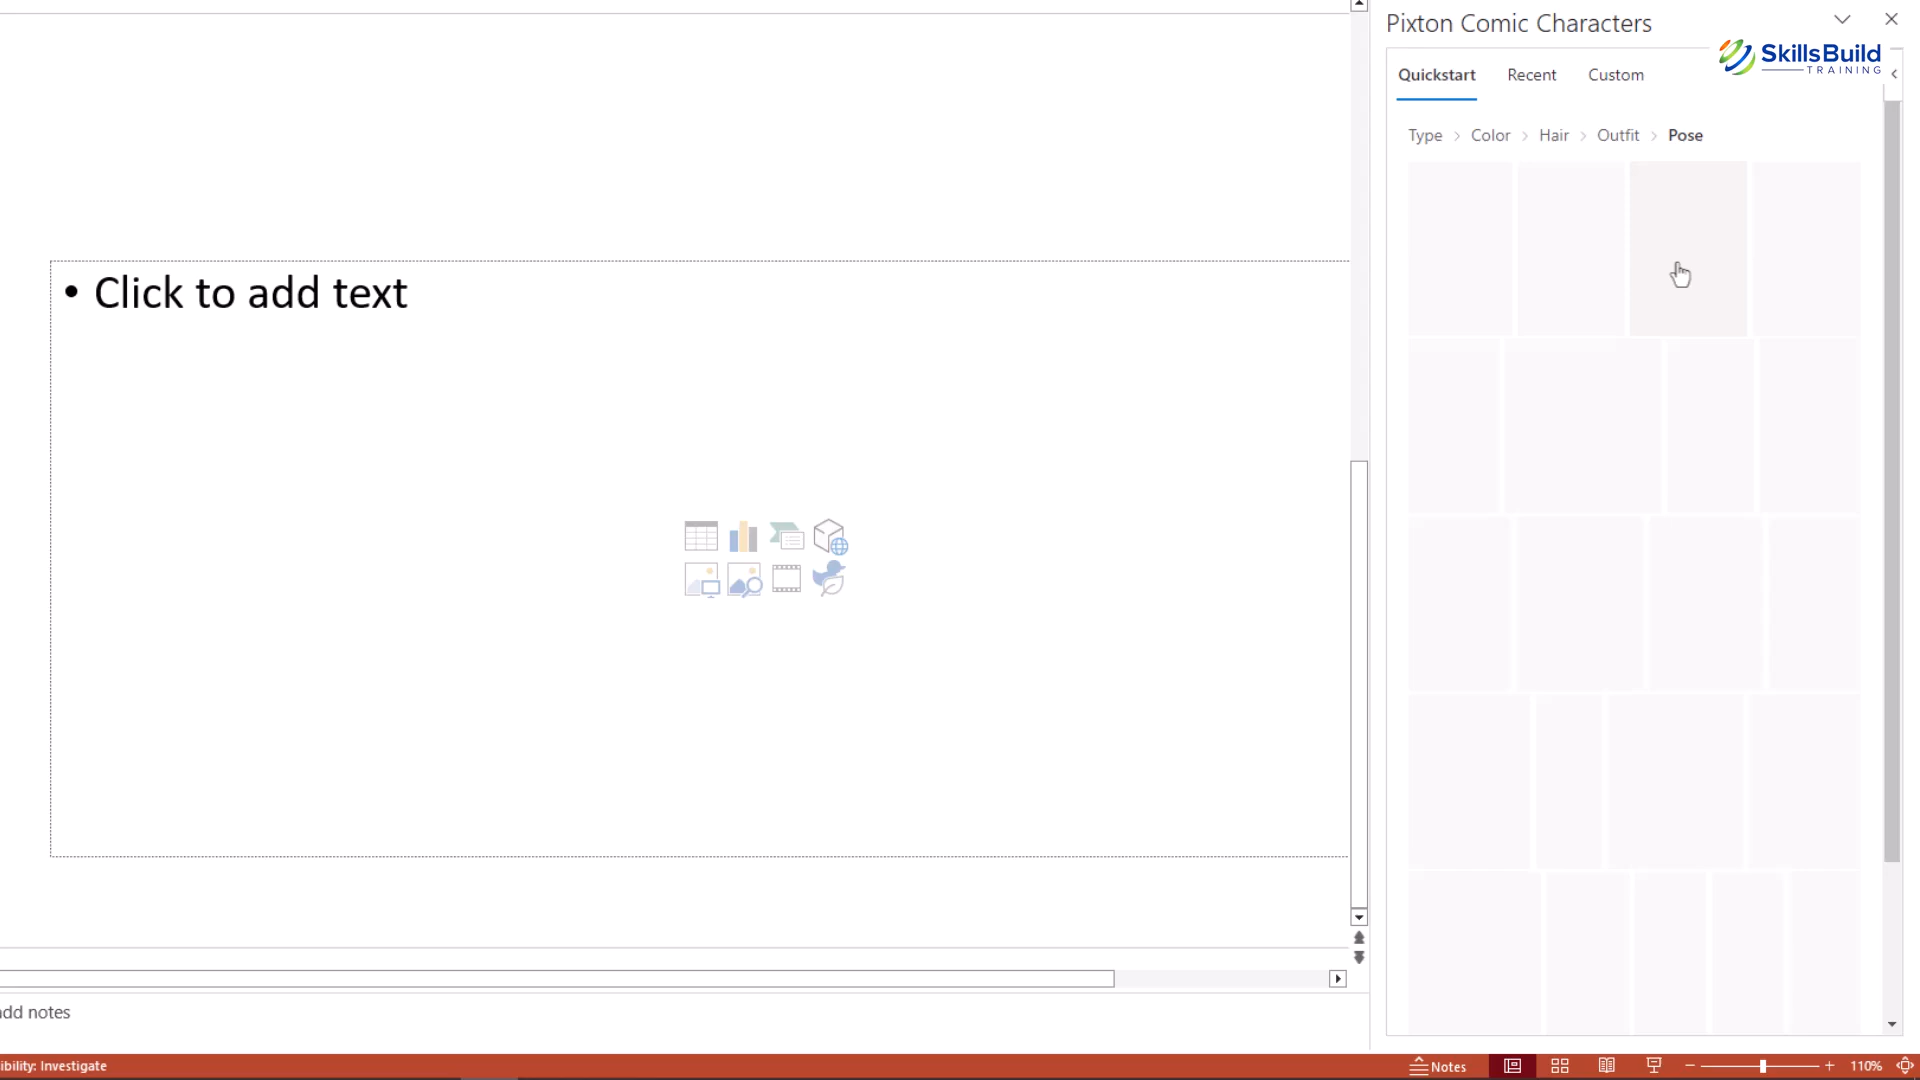 Pixton Comic Characters
SkillsBuild
TRAINING
Quickstart Recent Custom
Type > Color > Hair > Outfit > Pose
• Click to add text
add notes
ibility: Investigate
Notes
110%